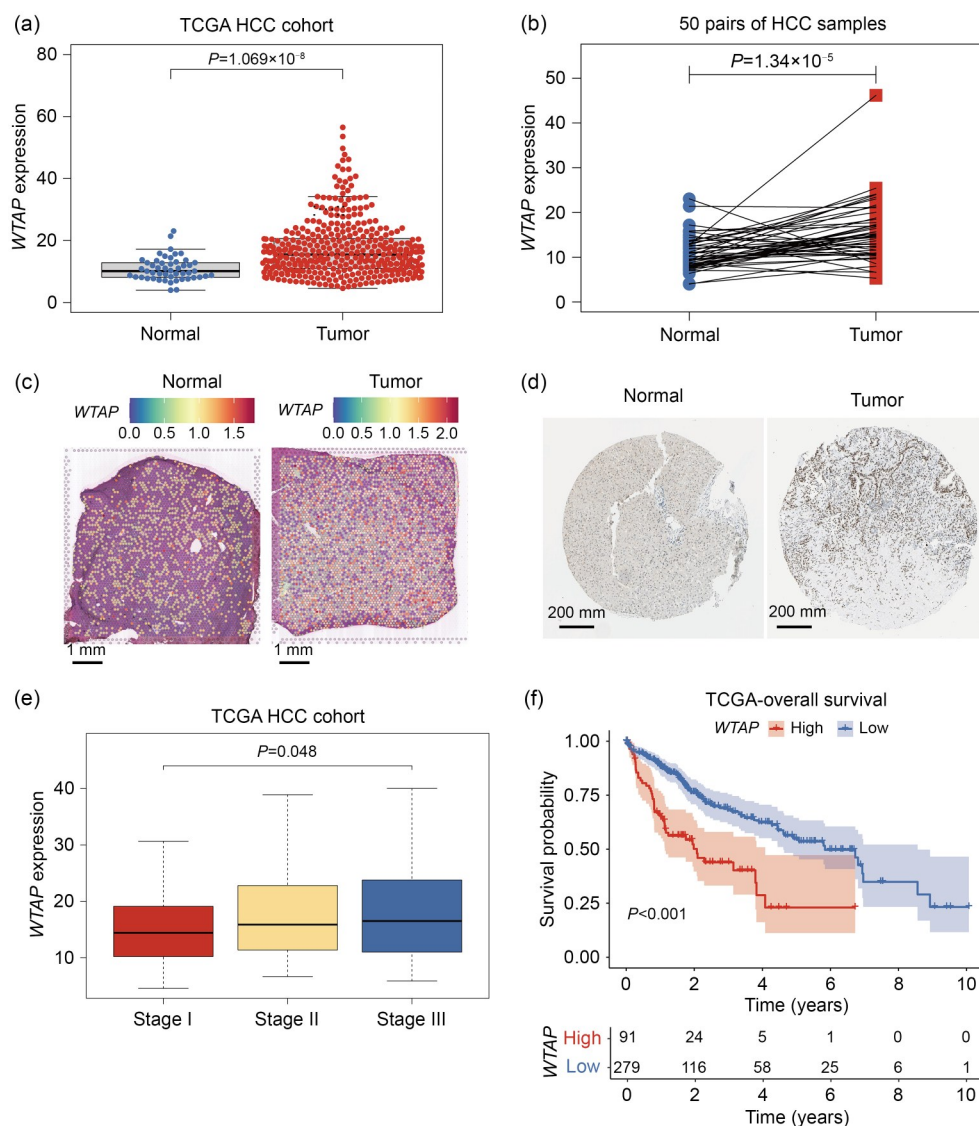 (a)
TCGA HCC cohort
P=1.069×10⁻⁸
80
60
40
20
0
WTAP expression
Normal Tumor
(b)
50 pairs of HCC samples
P=1.34×10⁻⁵
50
40
30
20
10
0
WTAP expression
Normal Tumor
(c)
Normal
WTAP
0.0 0.5 1.0 1.5
1 mm
Tumor
WTAP
0.0 0.5 1.0 1.5 2.0
1 mm
(d)
Normal
200 mm
Tumor
200 mm
(e)
TCGA HCC cohort
P=0.048
40
30
20
10
WTAP expression
Stage I Stage II Stage III
(f)
TCGA-overall survival
WTAP High Low
1.00
0.75
0.50
0.25
0.00
Survival probability
P<0.001
0 2 4 6 8 10
Time (years)
WTAP
High 91 24 5 1 0 0
Low 279 116 58 25 6 1
0 2 4 6 8 10
Time (years)